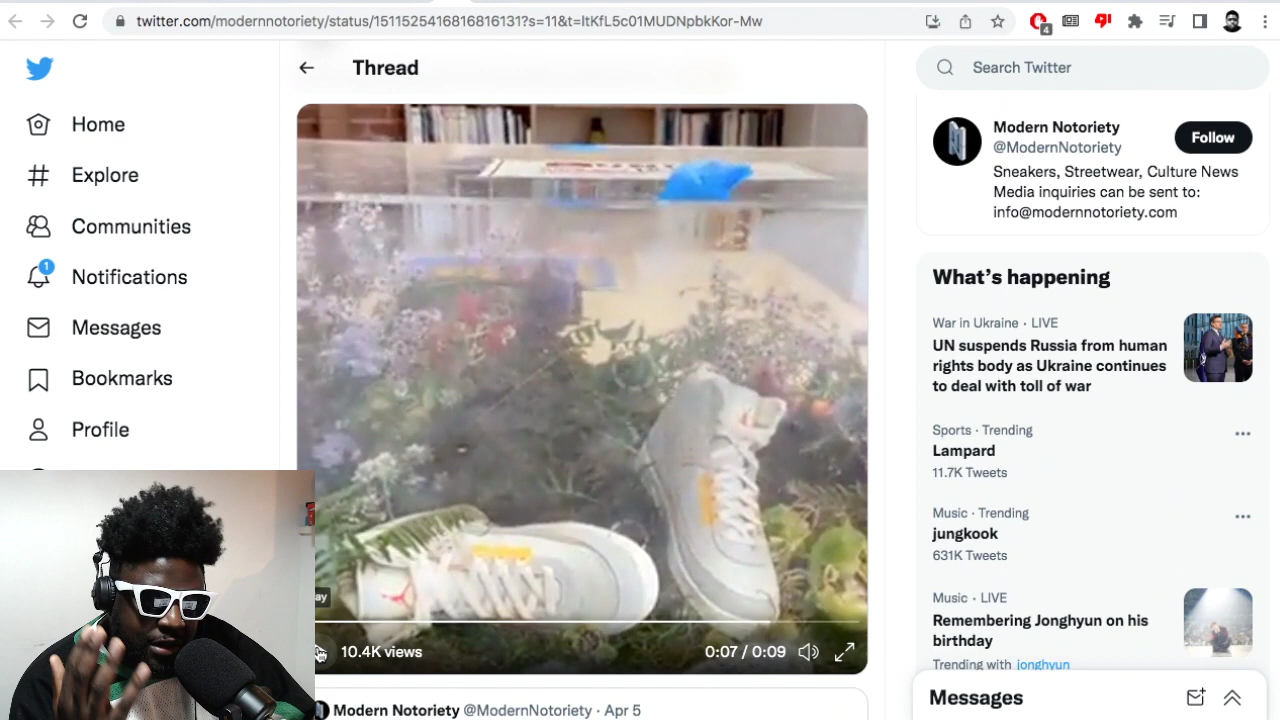 twitter.com/modernnotoriety/status/1511525416816816131?s=11&t=ltKfL5c01MUDNpbkKor-Mw
4
Thread
Search Twitter
Home
Explore
Communities
1
Notifications
Messages
Bookmarks
Profile
ay
10.4K views
0:07 / 0:09
Modern Notoriety @ModernNotoriety · Apr 5
Modern Notoriety
@ModernNotoriety
Follow
Sneakers, Streetwear, Culture News
Media inquiries can be sent to:
info@modernnotoriety.com
What's happening
War in Ukraine · LIVE
UN suspends Russia from human
rights body as Ukraine continues
to deal with toll of war
Sports · Trending
Lampard
11.7K Tweets
Music · Trending
jungkook
631K Tweets
Music · LIVE
Remembering Jonghyun on his
birthday
Trending with jonghyun
Messages